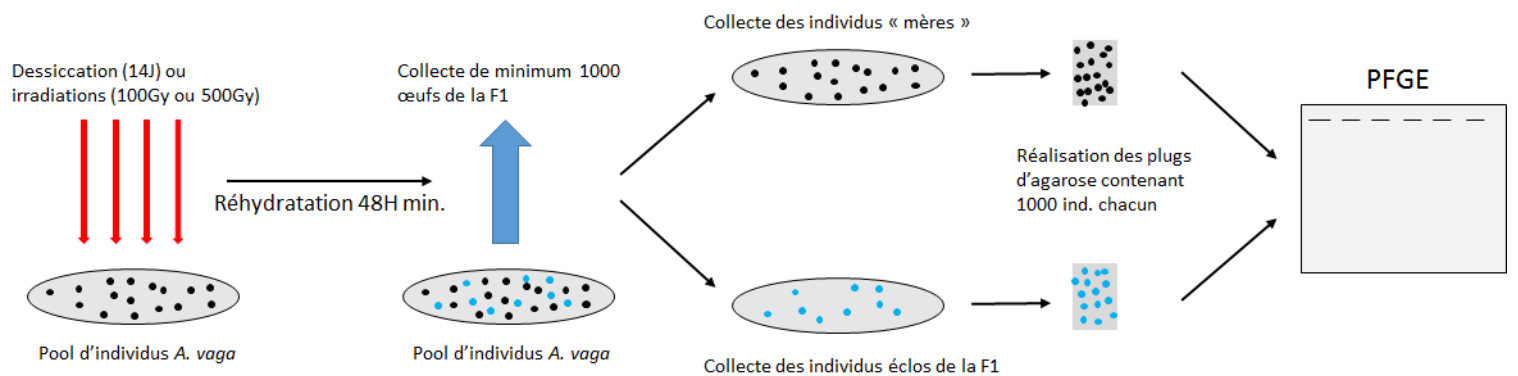 Dessiccation (14J) ou
irradiations (100Gy ou 500Gy)
Pool d'individus A. vaga
Réhydratation 48H min.
Collecte de minimum 1000
œufs de la F1
Pool d'individus A. vaga
Collecte des individus « mères »
Collecte des individus éclos de la F1
Réalisation des plugs
d'agarose contenant
1000 ind. chacun
PFGE